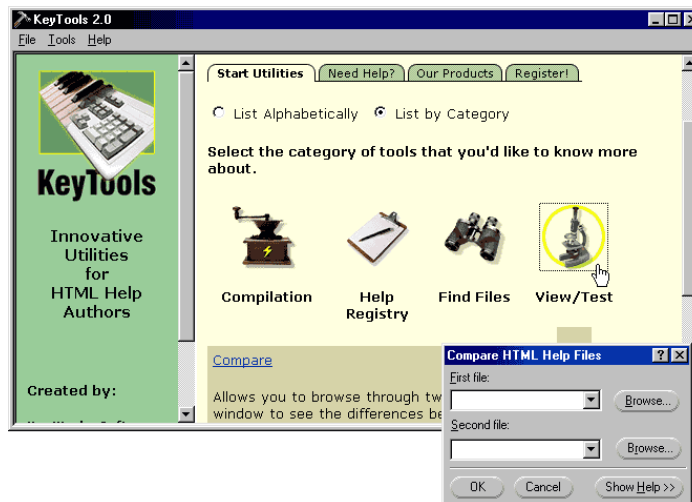 KeyTools 2.0
File Tools Help
KeyTools
Innovative
Utilities
for
HTML Help
Authors
Created by:
Start Utilities Need Help? Our Products Register!
List Alphabetically List by Category
Select the category of tools that you'd like to know more
about.
Compilation Help Registry Find Files View/Test
Compare
Allows you to browse through tw
window to see the differences be
Compare HTML Help Files
First file:
Browse...
Second file:
Browse...
OK Cancel Show Help >>